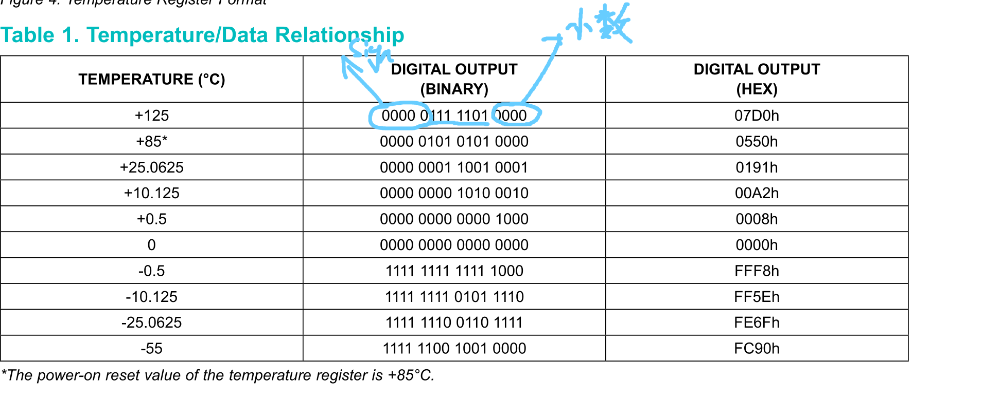 Figure 4. Temperature Register Format
小数
Table 1. Temperature/Data Relationship
Sign
TEMPERATURE (°C) DIGITAL OUTPUT (BINARY) DIGITAL OUTPUT (HEX)
+125 0000 0111 1101 0000 07D0h
+85* 0000 0101 0101 0000 0550h
+25.0625 0000 0001 1001 0001 0191h
+10.125 0000 0000 1010 0010 00A2h
+0.5 0000 0000 0000 1000 0008h
0 0000 0000 0000 0000 0000h
-0.5 1111 1111 1111 1000 FFF8h
-10.125 1111 1111 0101 1110 FF5Eh
-25.0625 1111 1110 0110 1111 FE6Fh
-55 1111 1100 1001 0000 FC90h
*The power-on reset value of the temperature register is +85°C.